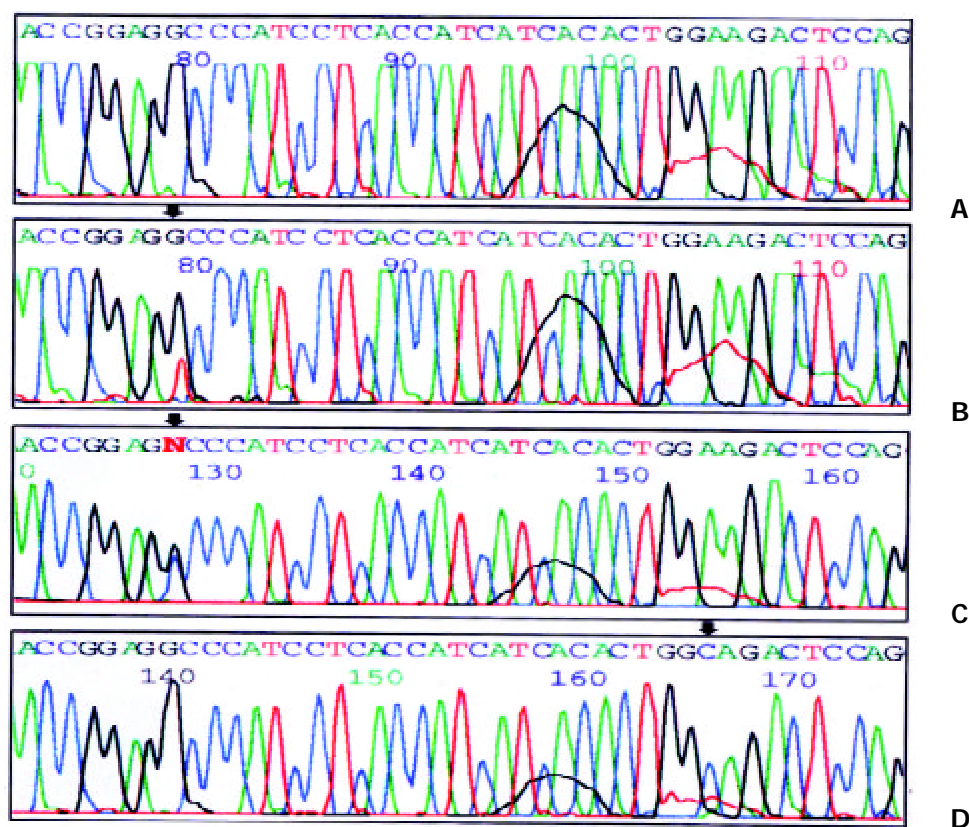 ACCGGAGGCCCATCCTCACCATCATCACACTGGAAGACTCCAG
80 90 100 110
A
ACCGGAGGCCCATCCTCACCATCATCACACTGGAAGACTCCAG
80 90 100 110
B
ACCGGAGNCCCATCCTCACCATCATCACACTGGAAGACTCCAG
0 130 140 150 160
C
ACCGGAGGCCCATCCTCACCATCATCACACTGGCAGACTCCAG
140 150 160 170
D